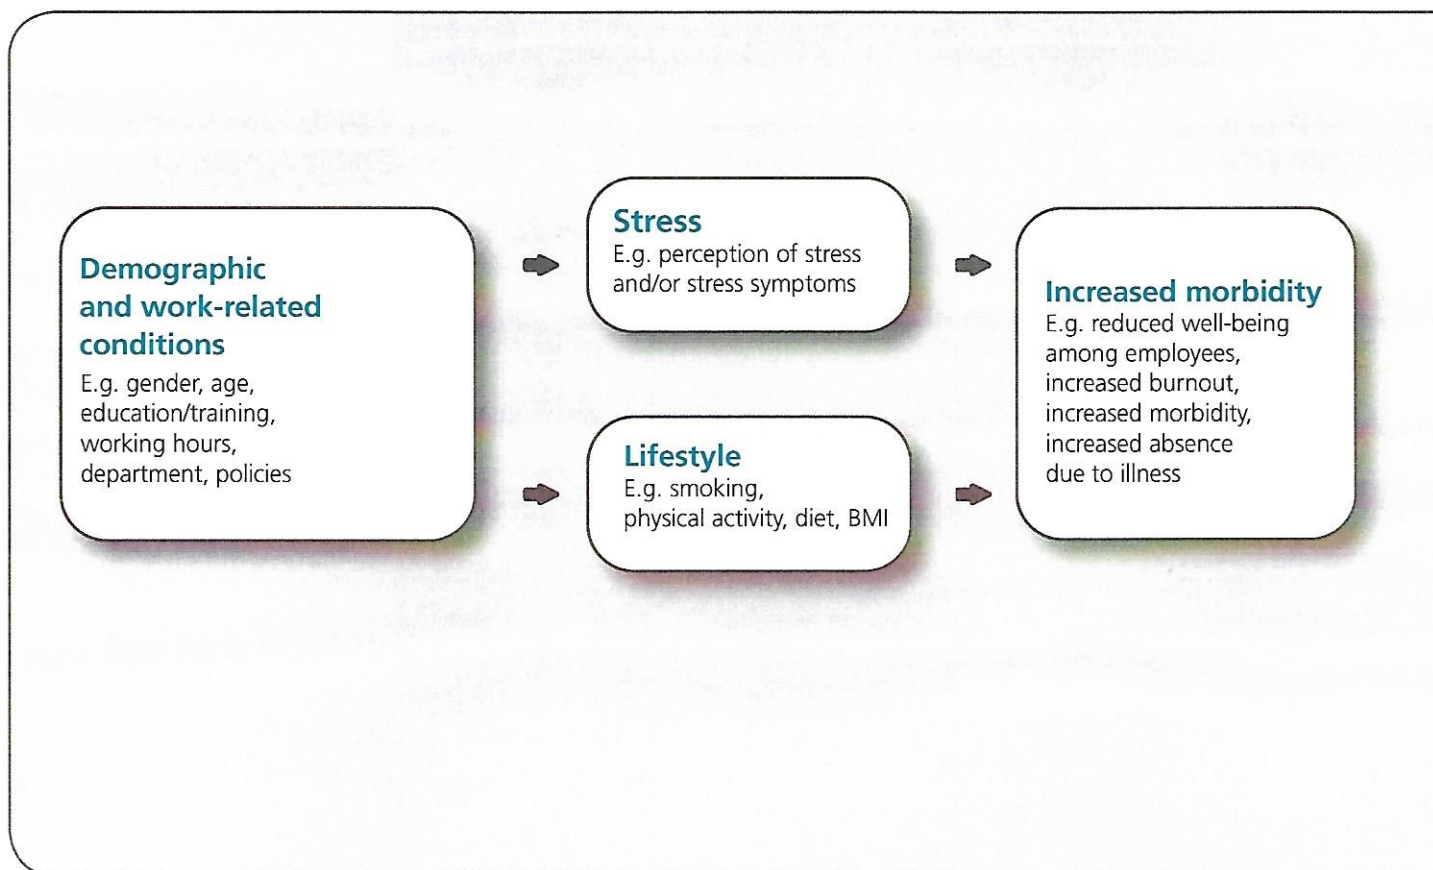 Demographic
and work-related
conditions
E.g. gender, age,
education/training,
working hours,
department, policies
Stress
E.g. perception of stress
and/or stress symptoms
Lifestyle
E.g. smoking,
physical activity, diet, BMI
Increased morbidity
E.g. reduced well-being
among employees,
increased burnout,
increased morbidity,
increased absence
due to illness